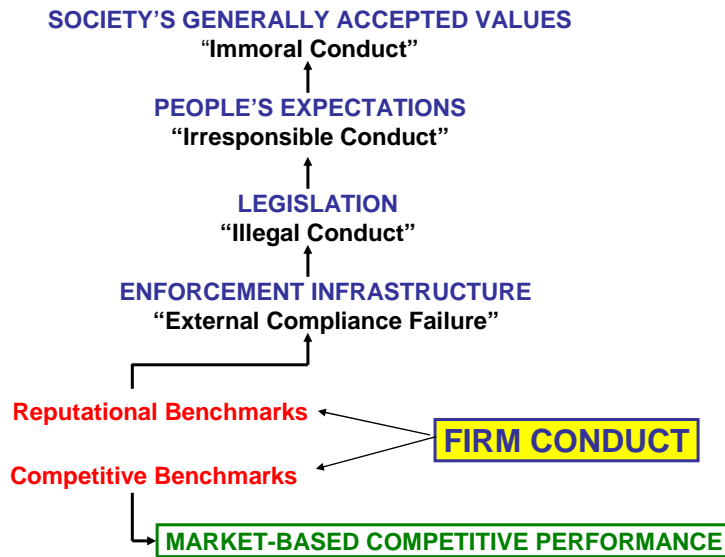 SOCIETY'S GENERALLY ACCEPTED VALUES
“Immoral Conduct”
PEOPLE'S EXPECTATIONS
“Irresponsible Conduct”
LEGISLATION
“Illegal Conduct”
ENFORCEMENT INFRASTRUCTURE
“External Compliance Failure”
Reputational Benchmarks
FIRM CONDUCT
Competitive Benchmarks
MARKET-BASED COMPETITIVE PERFORMANCE